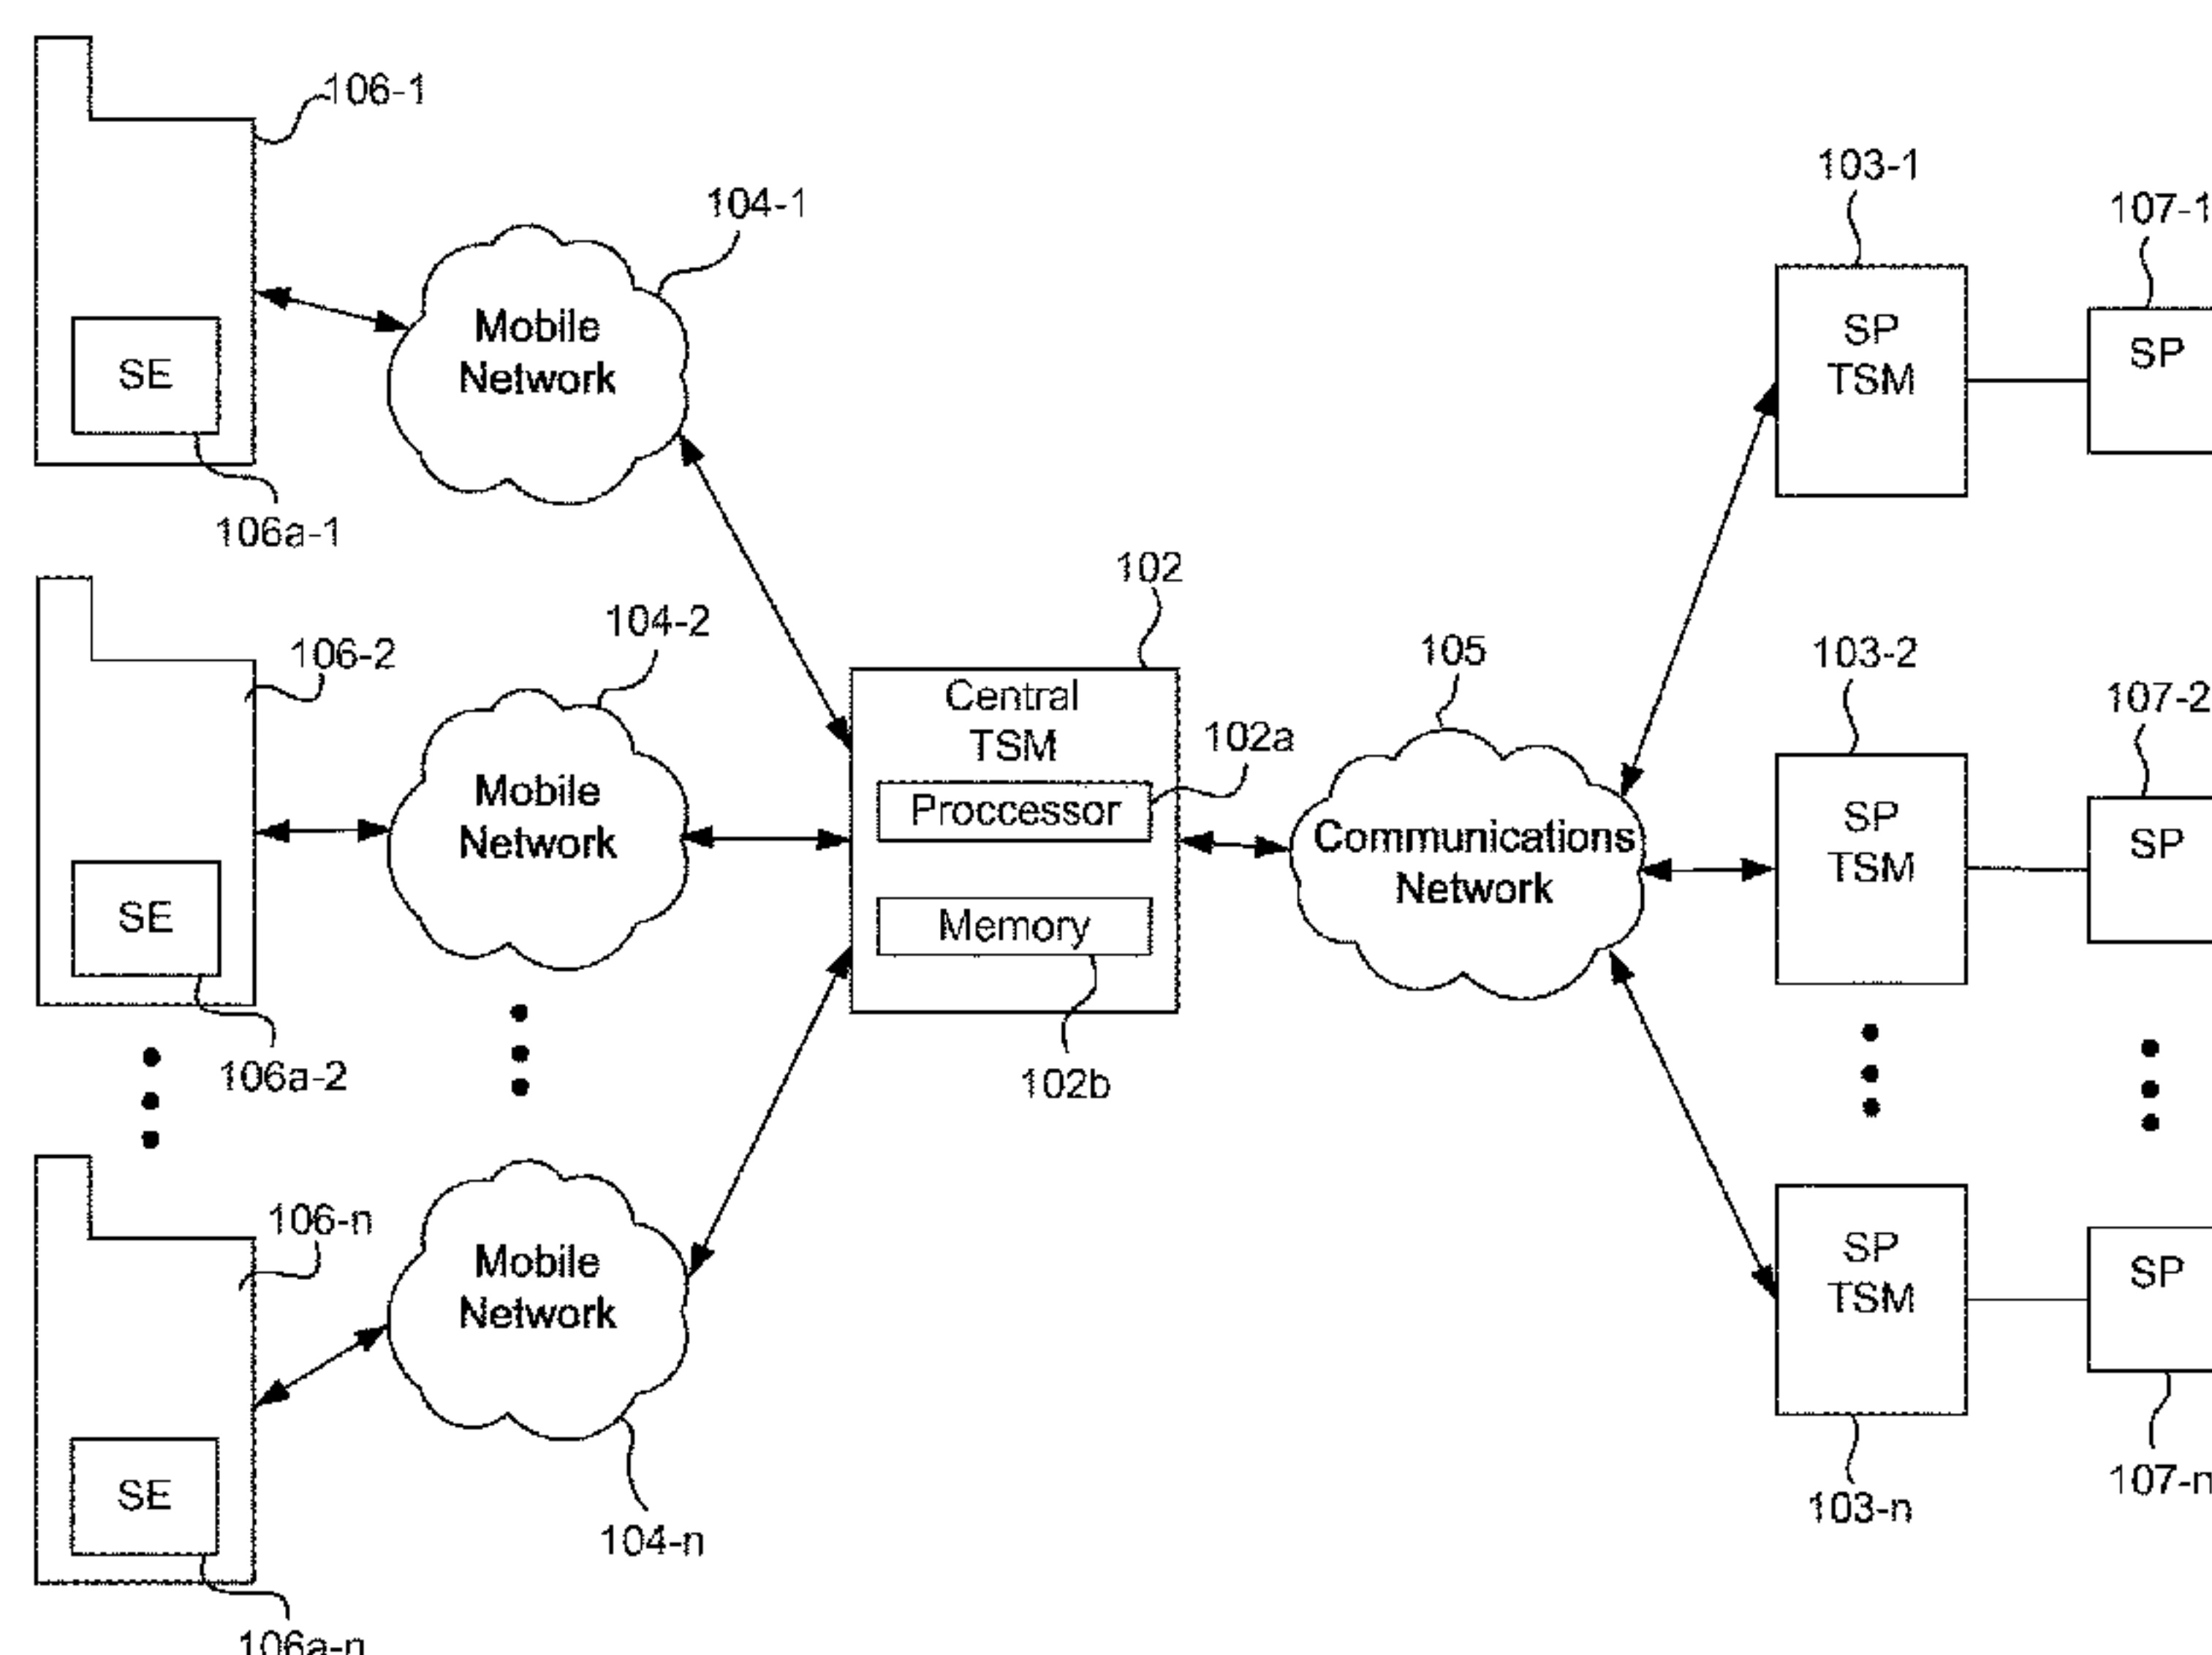 106-1
SE
106a-1
104-1
Mobile
Network
103-1
SP
TSM
107-1
SP
106-2
SE
106a-2
104-2
Mobile
Network
102
Central
TSM
Proccessor
102a
Memory
102b
105
Communications
Network
103-2
SP
TSM
107-2
SP
106-n
SE
106a-n
Mobile
Network
104-n
SP
TSM
103-n
SP
107-n